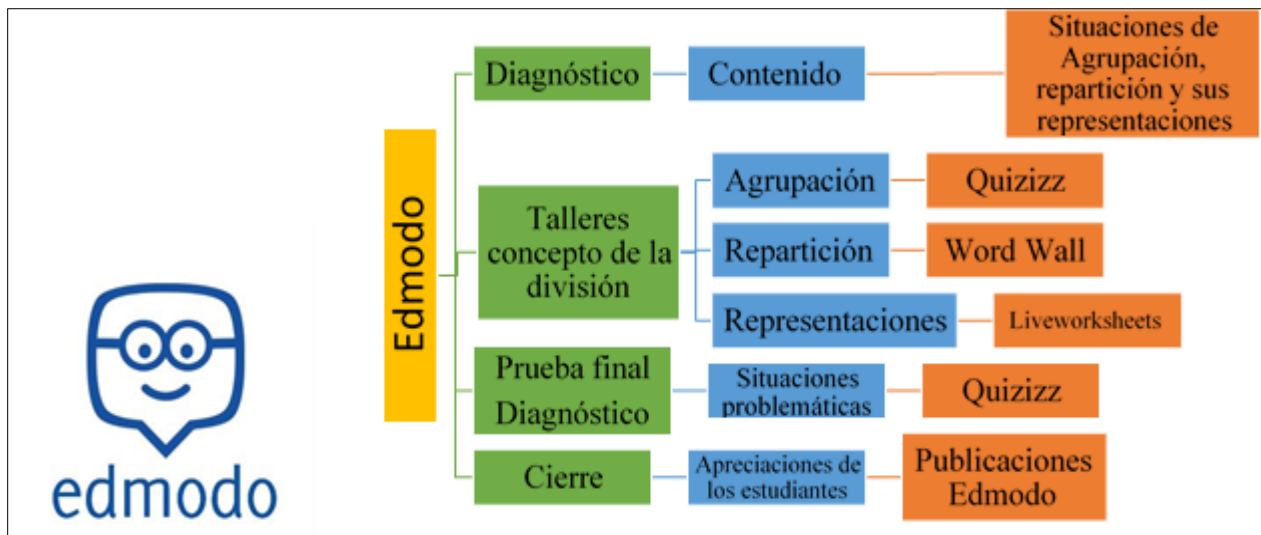 edmodo
Edmodo
Diagnóstico
Contenido
Situaciones de
Agrupación,
repartición y sus
representaciones
Talleres
concepto de la
división
Agrupación
Quizizz
Repartición
Word Wall
Representaciones
Liveworksheets
Prueba final
Diagnóstico
Situaciones
problemáticas
Quizizz
Cierre
Apreciaciones de
los estudiantes
Publicaciones
Edmodo